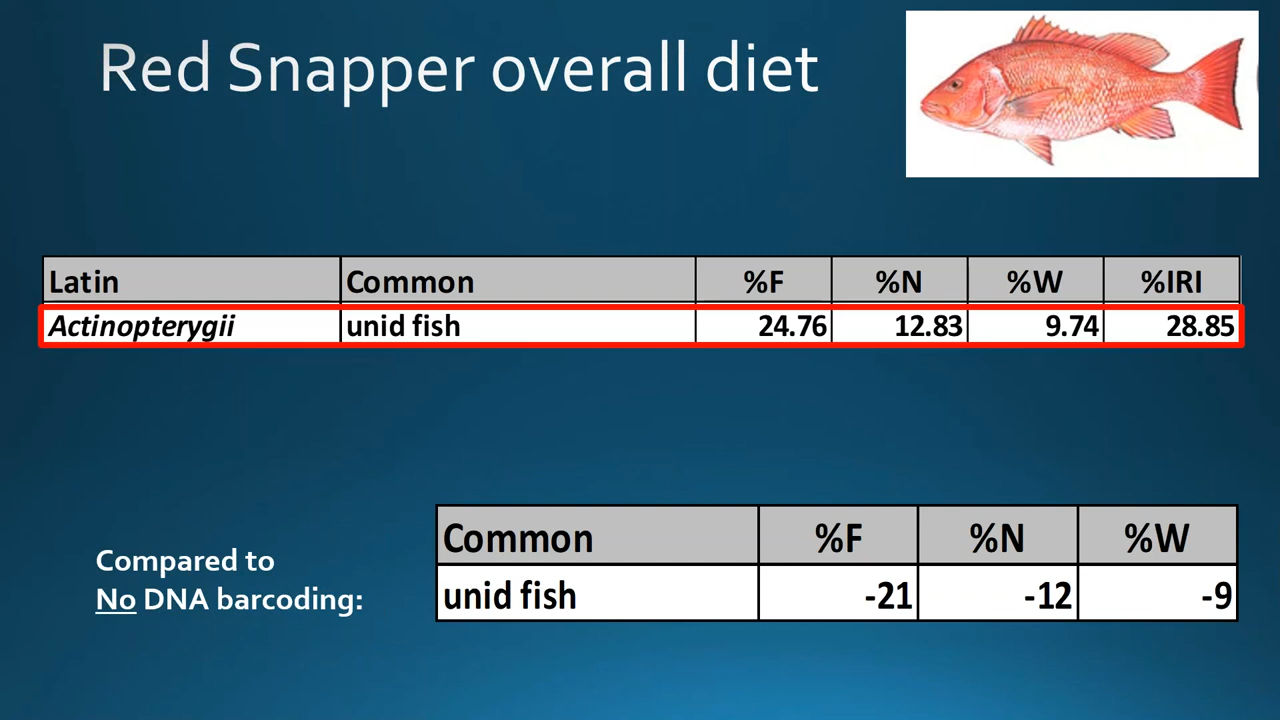 Red Snapper overall diet
Latin Common %F %N %W %IRI
Actinopterygii unid fish 24.76 12.83 9.74 28.85
Common %F %N %W
unid fish -21 -12 -9
Compared to
No DNA barcoding: